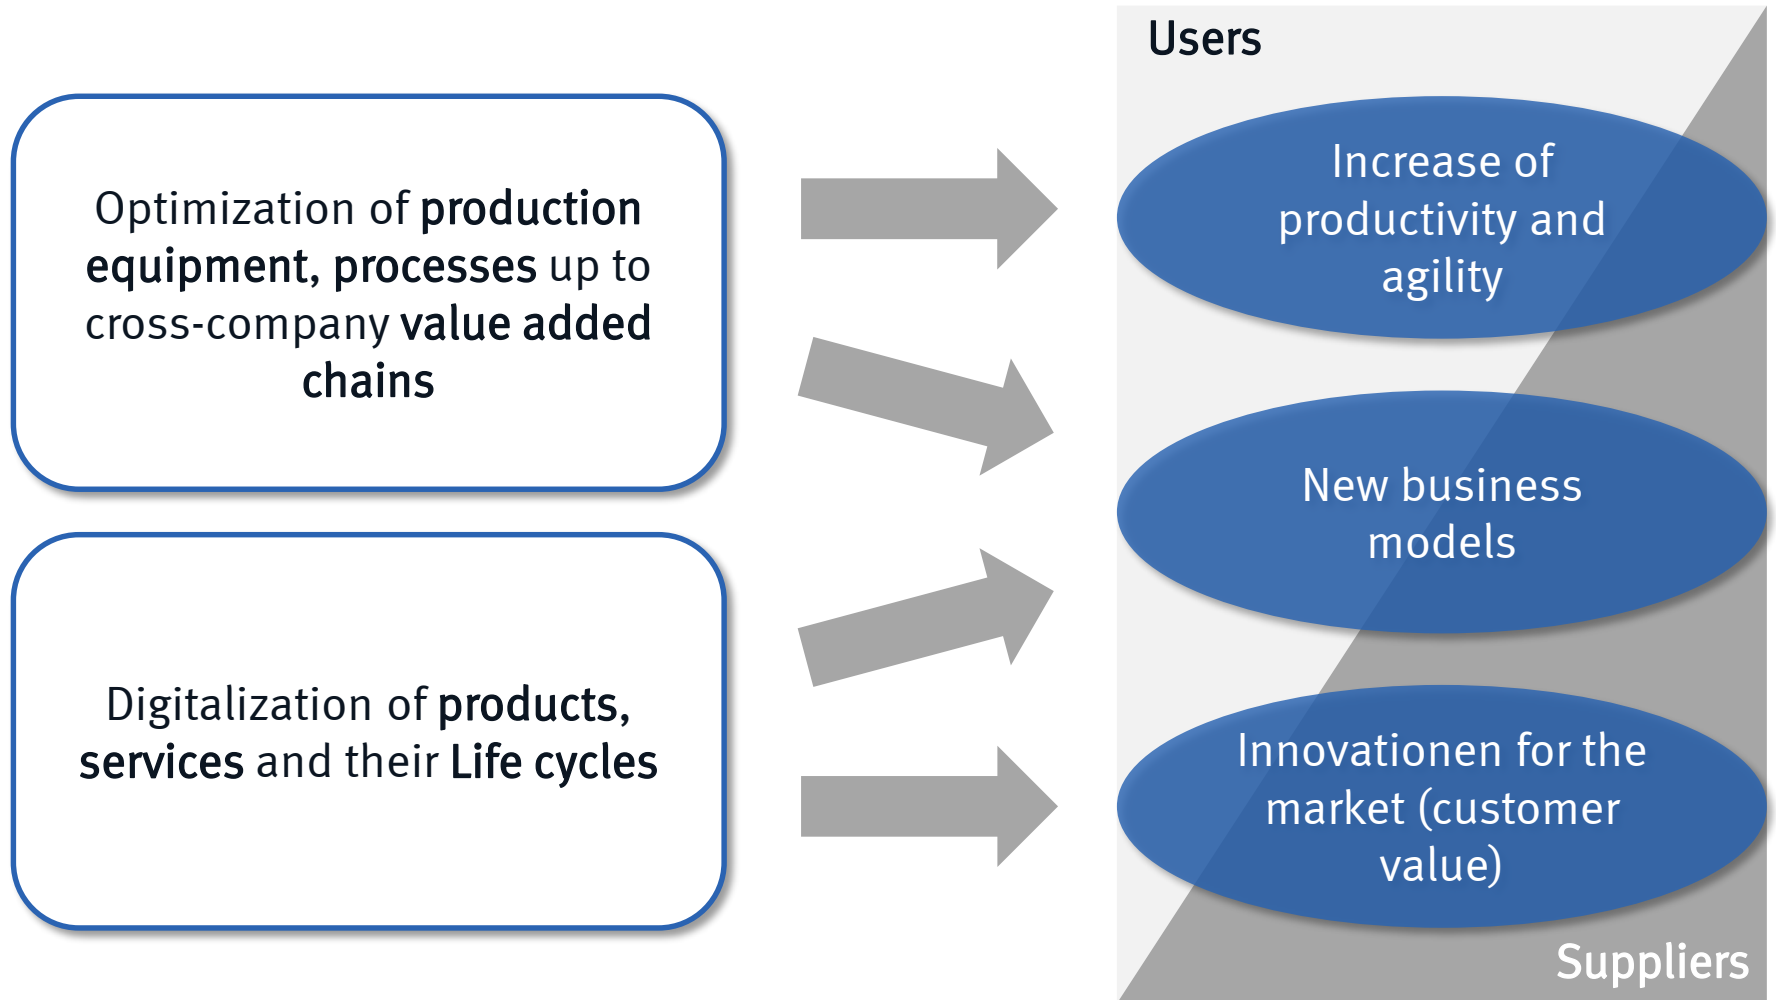 Users
Optimization of production
equipment, processes up to
cross-company value added
chains
Digitalization of products,
services and their Life cycles
Increase of
productivity and
agility
New business
models
Innovationen for the
market (customer
value)
Suppliers